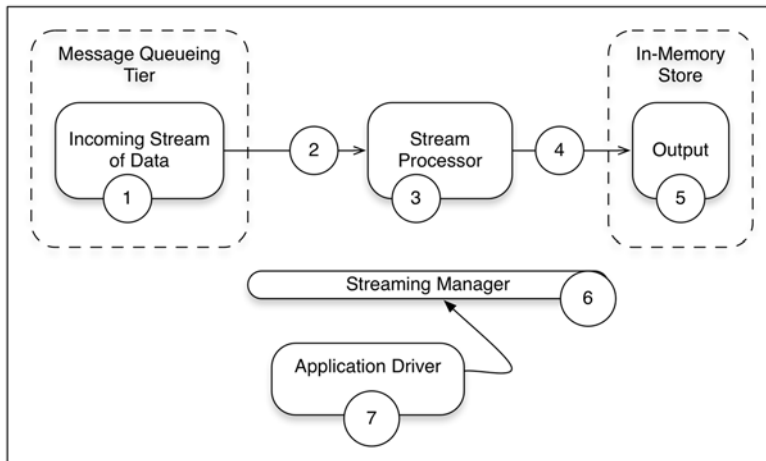 Message Queueing
Tier
In-Memory
Store
Incoming Stream
of Data
1
2
Stream
Processor
3
4
Output
5
Streaming Manager
6
Application Driver
7